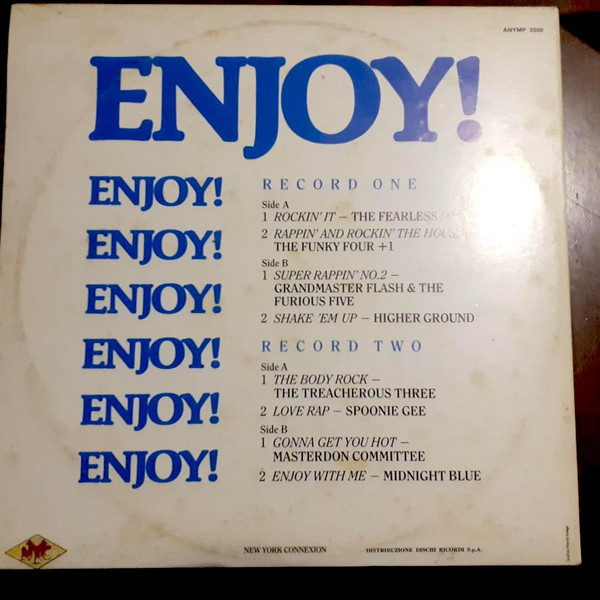 ANYMP 3500
ENJOY!
ENJOY!
ENJOY!
ENJOY!
ENJOY!
ENJOY!
ENJOY!
RECORD ONE
Side A
1 ROCKIN' IT – THE FEARLESS
2 RAPPIN' AND ROCKIN' THE HOUSE
THE FUNKY FOUR +1
Side B
1 SUPER RAPPIN' NO.2 –
GRANDMASTER FLASH & THE
FURIOUS FIVE
2 SHAKE 'EM UP – HIGHER GROUND
RECORD TWO
Side A
1 THE BODY ROCK –
THE TREACHEROUS THREE
2 LOVE RAP – SPOONIE GEE
Side B
1 GONNA GET YOU HOT –
MASTERDON COMMITTEE
2 ENJOY WITH ME – MIDNIGHT BLUE
NYC
NEW YORK CONNEXION
DISTRIBUZIONE DISCHI RICORDI S.p.A.